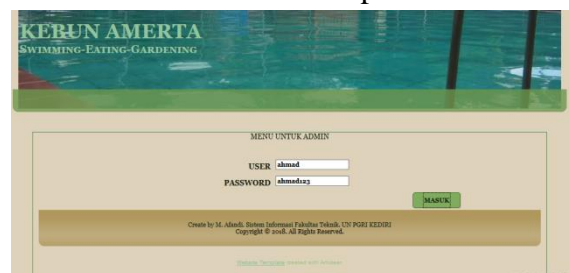 KEBUN AMERTA
SWIMMING-EATING-GARDENING
MENU UNTUK ADMIN
USER ahmad
PASSWORD ahmad123
MASUK
Create by M. Afandi. Sistem Informasi Fakultas Teknik. UN PGRI KEDIRI
Copyright © 2018. All Rights Reserved.